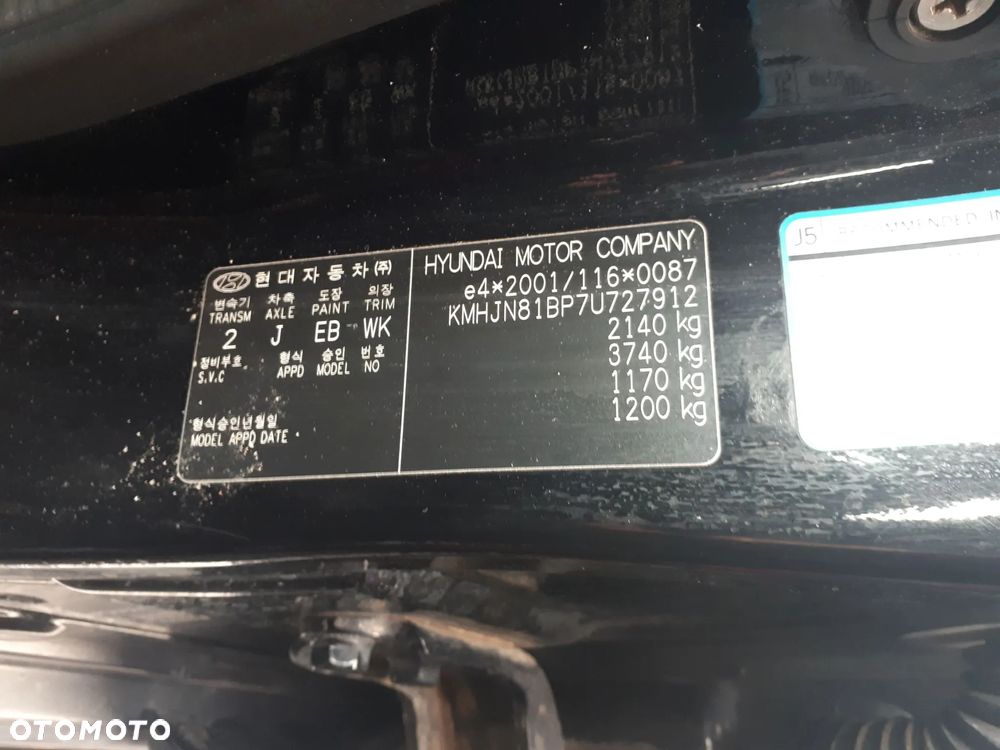 현대자동차(주)
변속기 차축 도장 의장
TRANSM AXLE PAINT TRIM
2 J EB WK
정비부호 형식 승인 번호
S.V.C APPD MODEL NO
형식승인년월일
MODEL APPD DATE
HYUNDAI MOTOR COMPANY
e4*2001/116*0087
KMHJN81BP7U727912
2140 kg
3740 kg
1170 kg
1200 kg
J5 RECOMMENDED
OTOMOTO